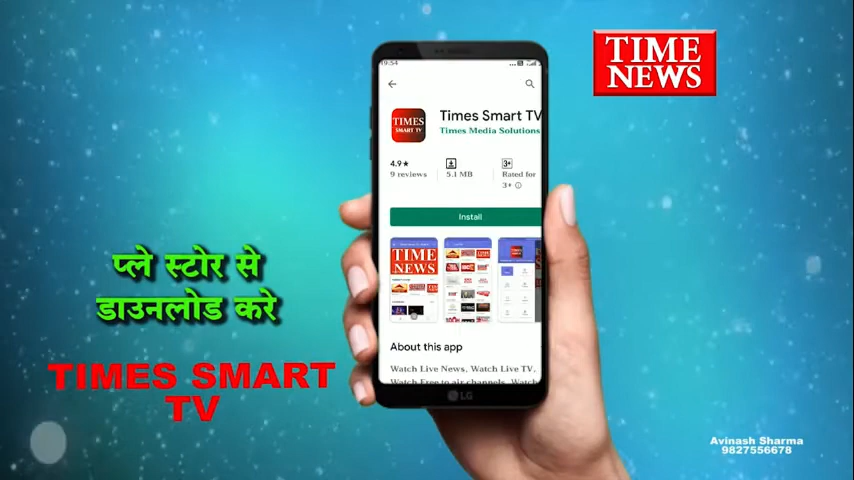 TIME
NEWS
19:54
Times Smart TV
TIMES
SMART TV
Times Media Solutions
4.9★
3+
9 reviews
5.1 MB
Rated for
3+
Install
TIME
NEWS
About this app
Watch Live News, Watch Live TV,
Watch Free to air channels, Watch
LG
प्ले स्टोर से
डाउनलोड करे
TIMES SMART
TV
Avinash Sharma
9827556678